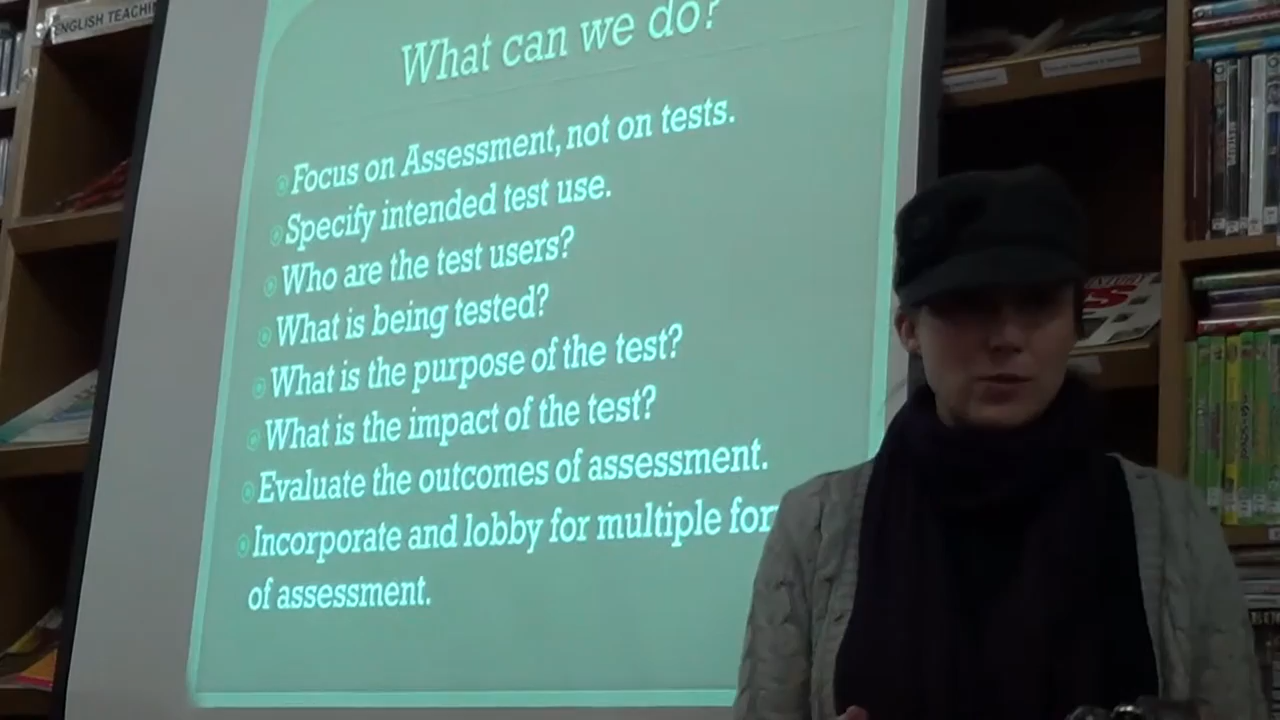 ENGLISH TEACHI
What can we do?
Focus on Assessment, not on tests.
Specify intended test use.
Who are the test users?
What is being tested?
What is the purpose of the test?
What is the impact of the test?
Evaluate the outcomes of assessment.
Incorporate and lobby for multiple for
of assessment.